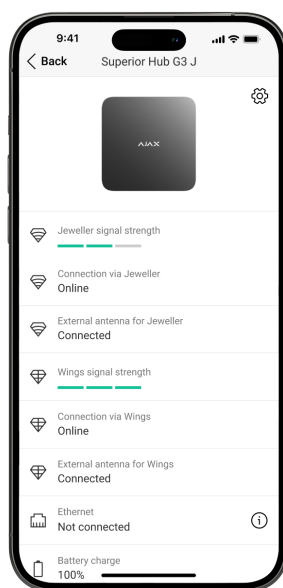 9:41
Back
Superior Hub G3 J
AJAX
Jeweller signal strength
Connection via Jeweller
Online
External antenna for Jeweller
Connected
Wings signal strength
Connection via Wings
Online
External antenna for Wings
Connected
Ethernet
Not connected
Battery charge
100%